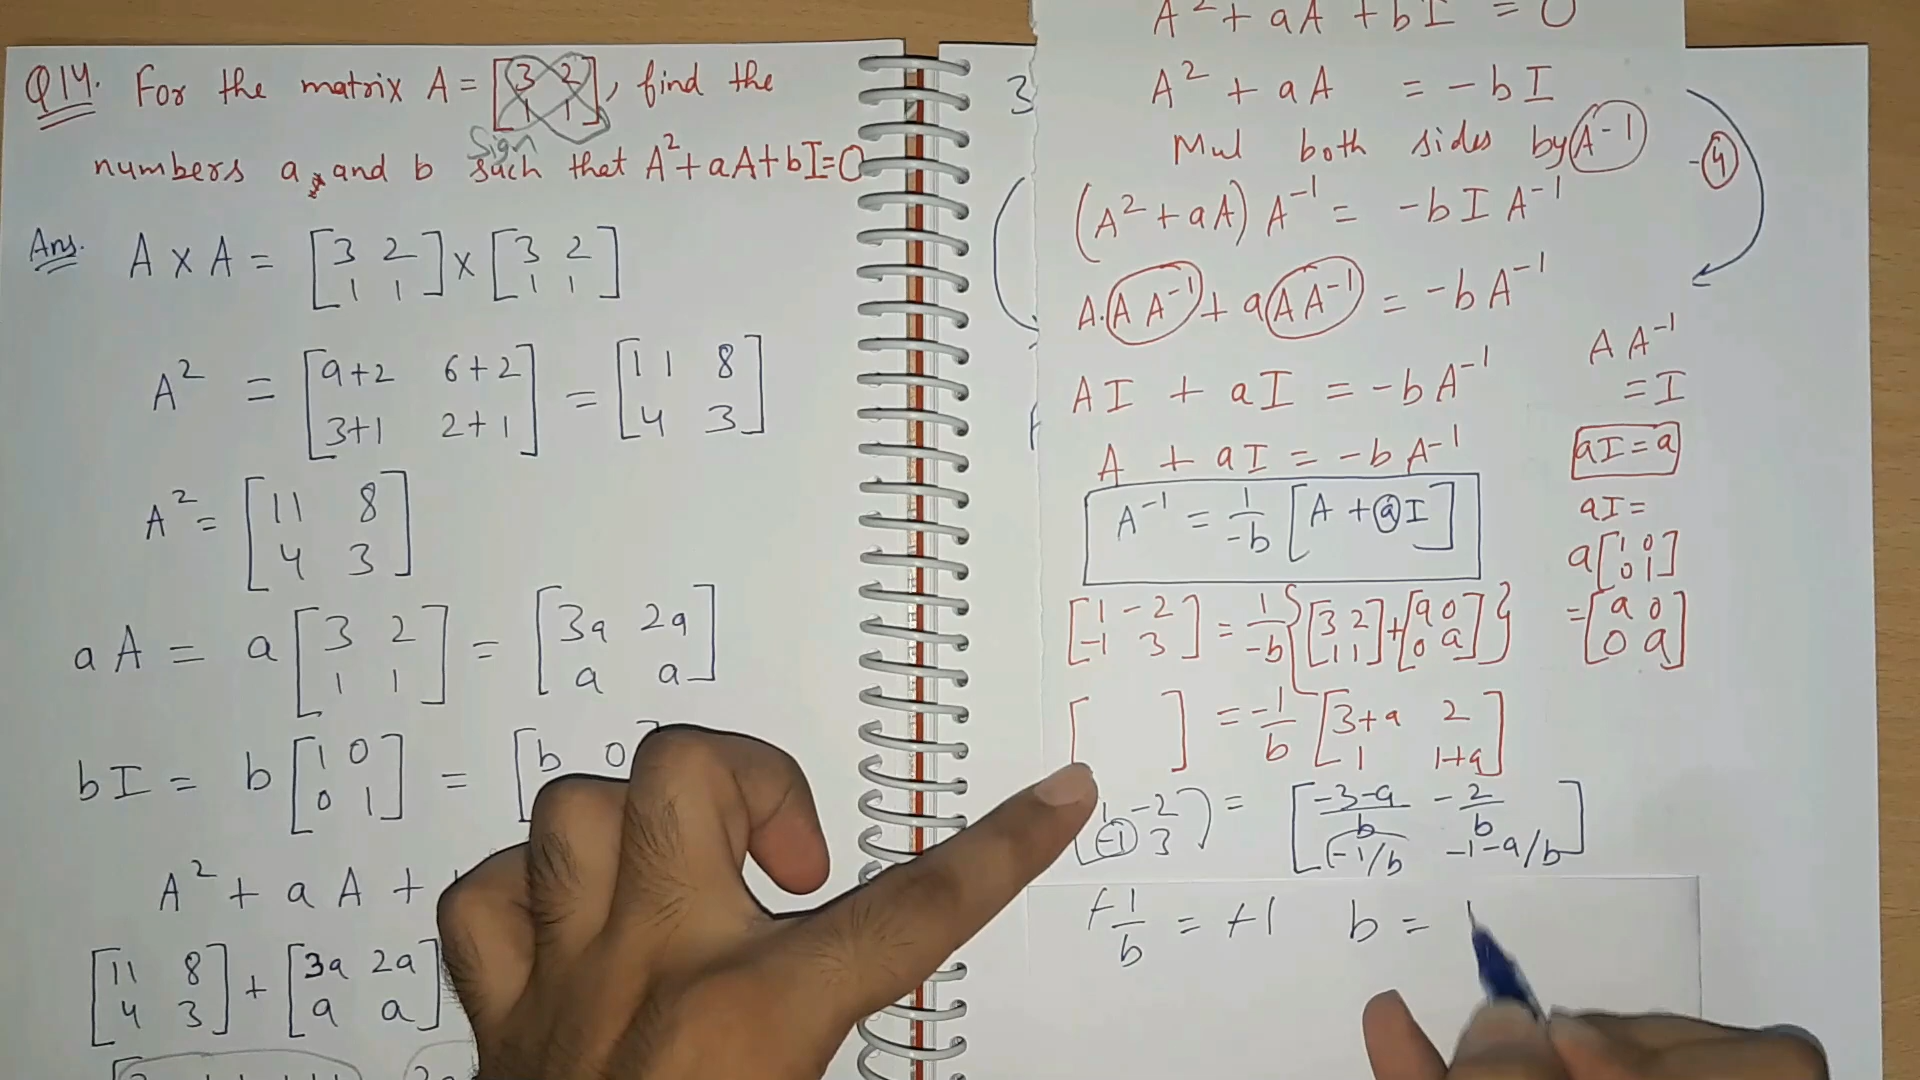 Q14. For the matrix A = [3 2; 1 1], find the
sign
numbers a, and b such that A²+aA+bI=0
Ans. A × A = [3 2; 1 1] × [3 2; 1 1]
A² = [9+2 6+2; 3+1 2+1] = [11 8; 4 3]
A² = [11 8; 4 3]
aA = a [3 2; 1 1] = [3a 2a; a a]
bI = b [1 0; 0 1] = [b 0
A² + aA +
[11 8; 4 3] + [3a 2a; a a]
3
A² + aA + bI = 0
A² + aA = -bI
Mul both sides by A⁻¹
-4
(A² + aA) A⁻¹ = -bIA⁻¹
A.AA⁻¹ + aAA⁻¹ = -bA⁻¹
AI + aI = -bA⁻¹
A + aI = -bA⁻¹
A⁻¹ = 1/-b [A + aI]
[1 -2; -1 3] = 1/-b {[3 2; 1 1] + [a 0; 0 a]}
[ ] = -1/b [3+a 2; 1 1+a]
[1 -2; -1 3] = [-3-a/b -2/b; -1/b -1-a/b]
+1/b = +1 b = 1
AA⁻¹
= I
aI = a
aI =
a[1 0; 0 1]
= [a 0; 0 a]